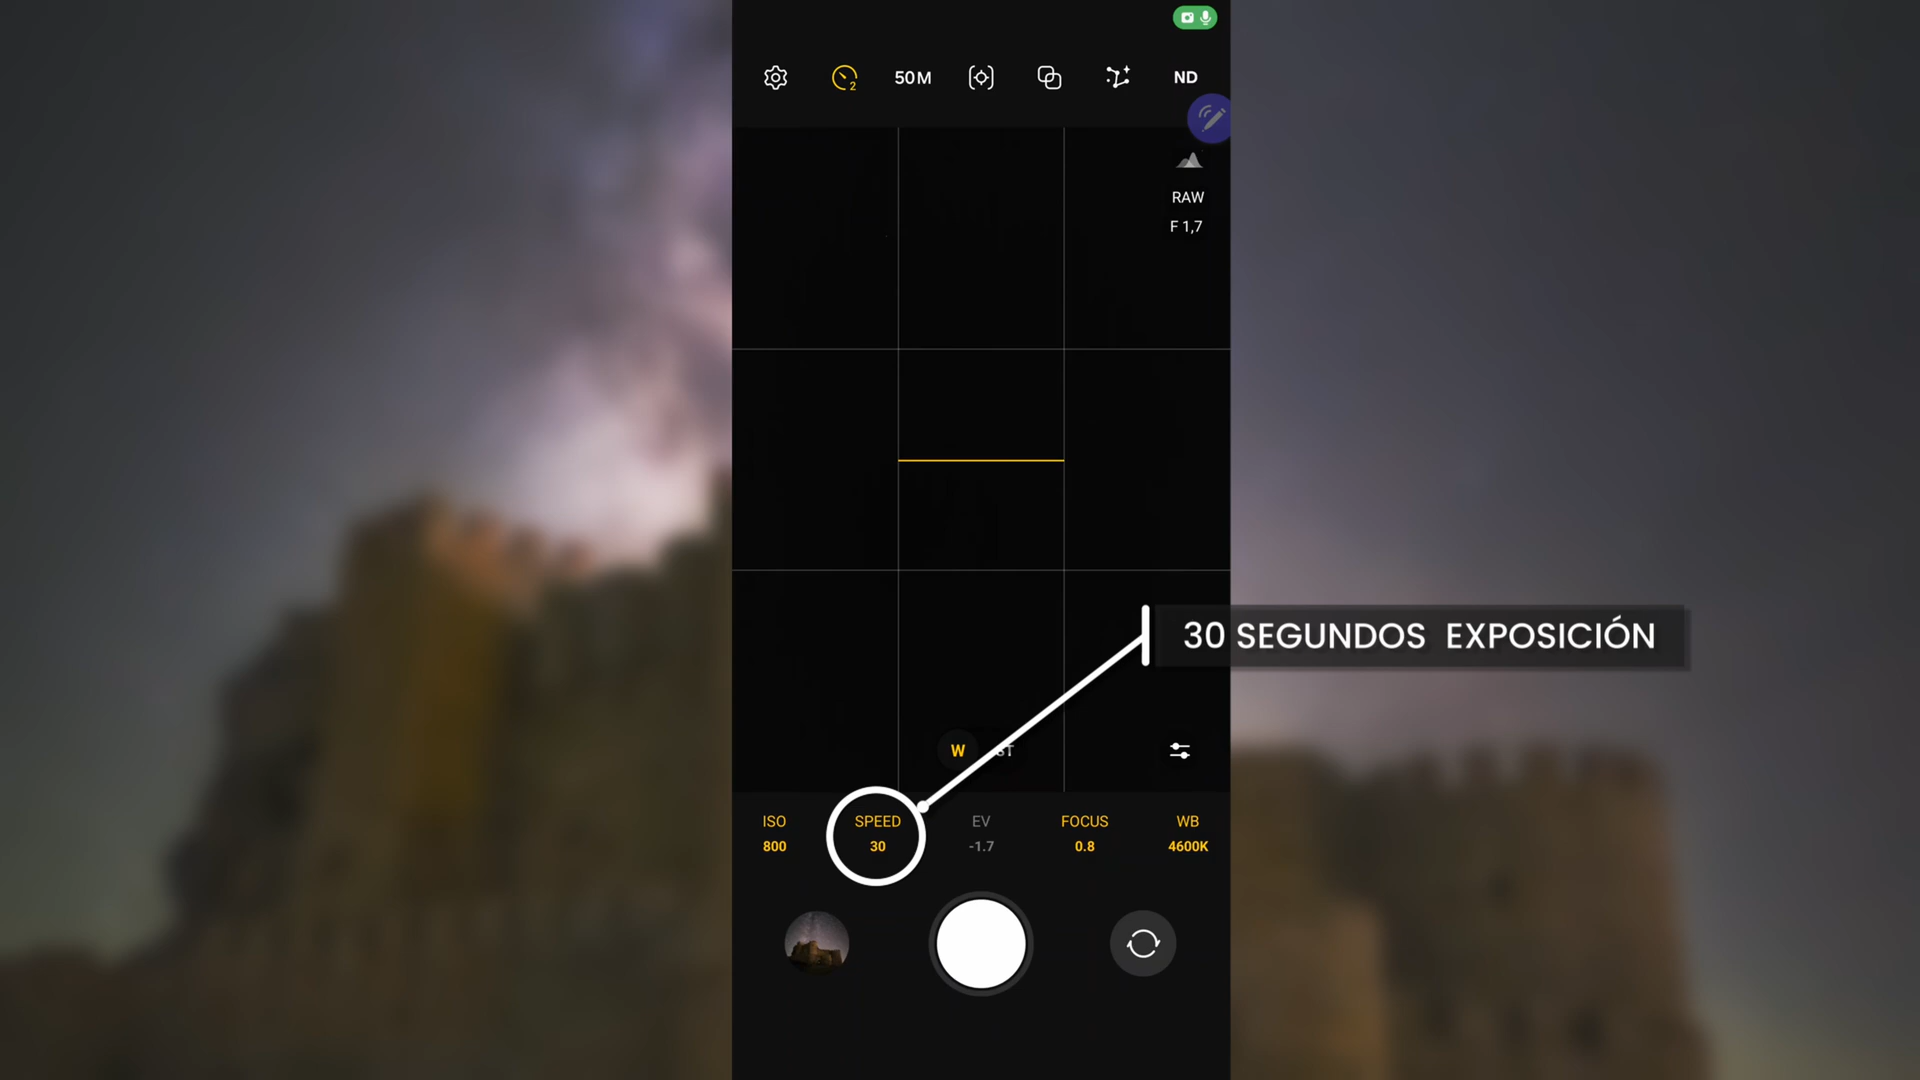 2
50M
ND
RAW
F 1,7
30 SEGUNDOS EXPOSICIÓN
W
ISO SPEED EV FOCUS WB
800 30 -1.7 0.8 4600K